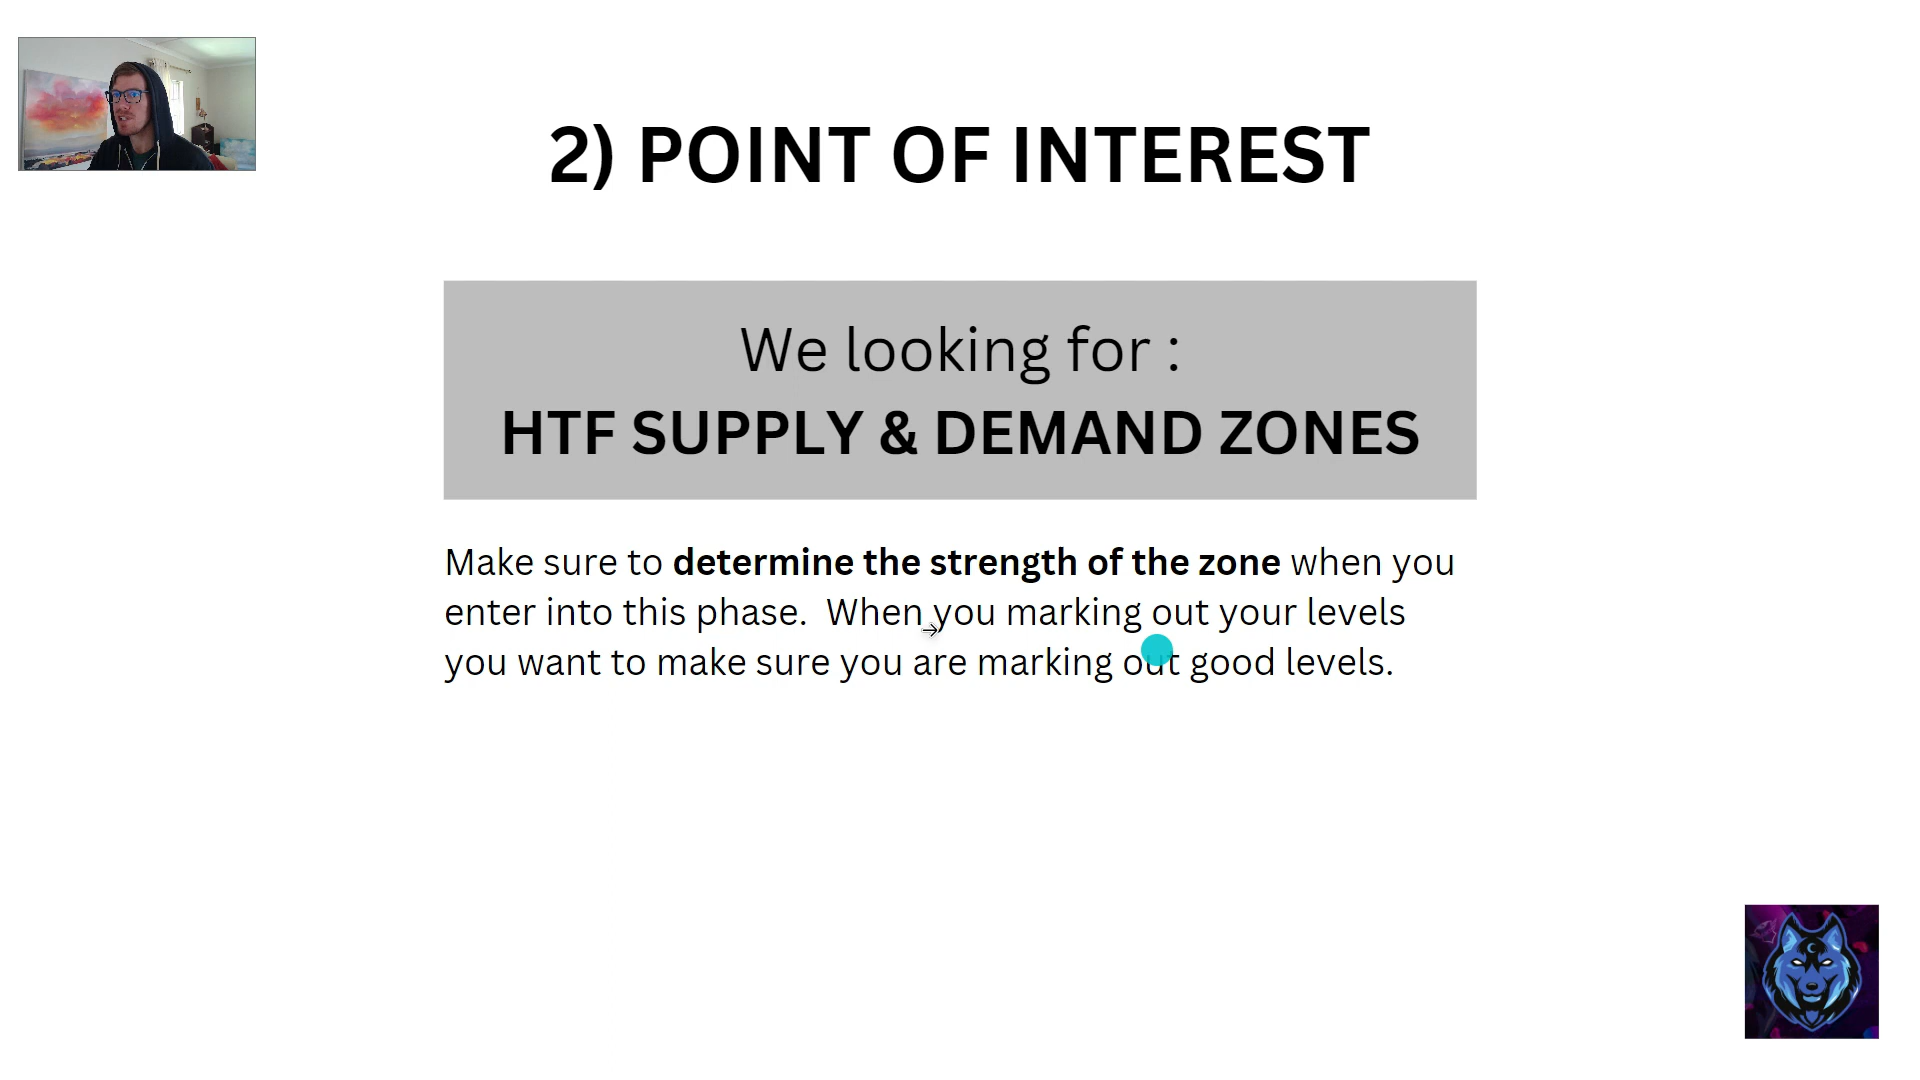 2) POINT OF INTEREST
We looking for :
HTF SUPPLY & DEMAND ZONES
Make sure to determine the strength of the zone when you
enter into this phase.  When you marking out your levels
you want to make sure you are marking out good levels.